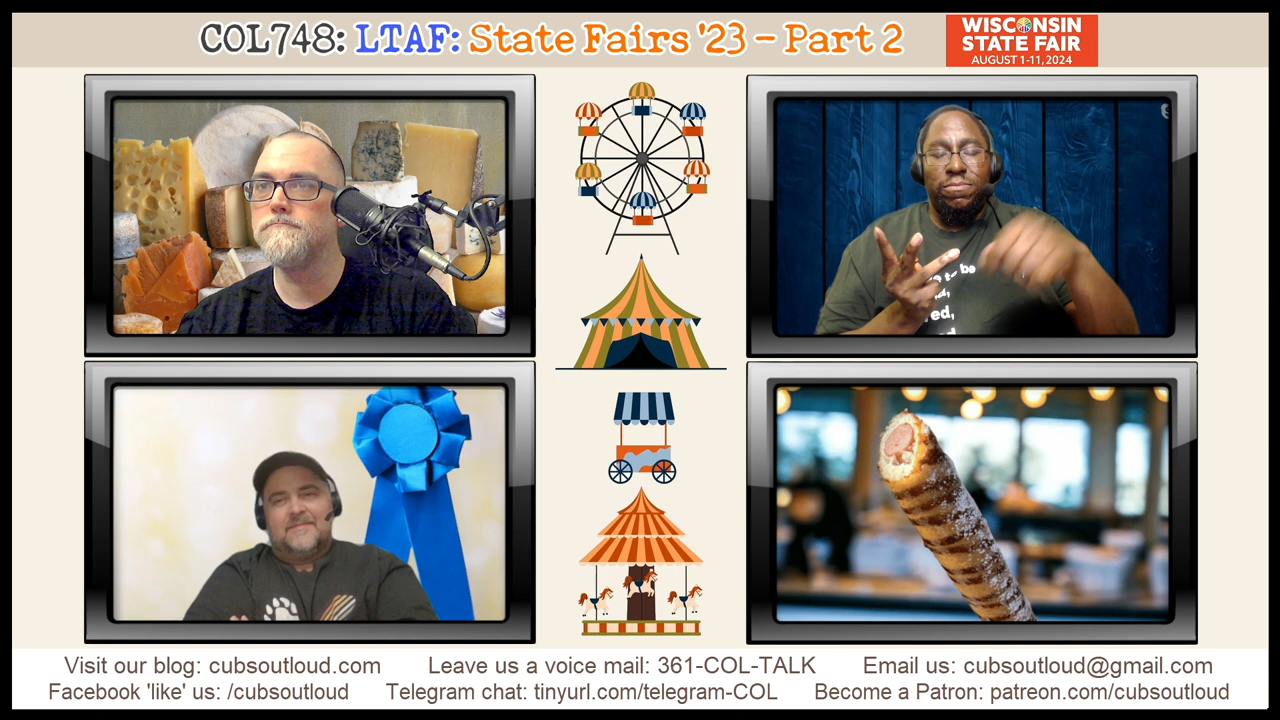 COL748: LTAF: State Fairs '23 - Part 2
WISCONSIN
STATE FAIR
AUGUST 1-11, 2024
be
Visit our blog: cubsoutloud.com Leave us a voice mail: 361-COL-TALK Email us: cubsoutloud@gmail.com
Facebook 'like' us: /cubsoutloud Telegram chat: tinyurl.com/telegram-COL Become a Patron: patreon.com/cubsoutloud